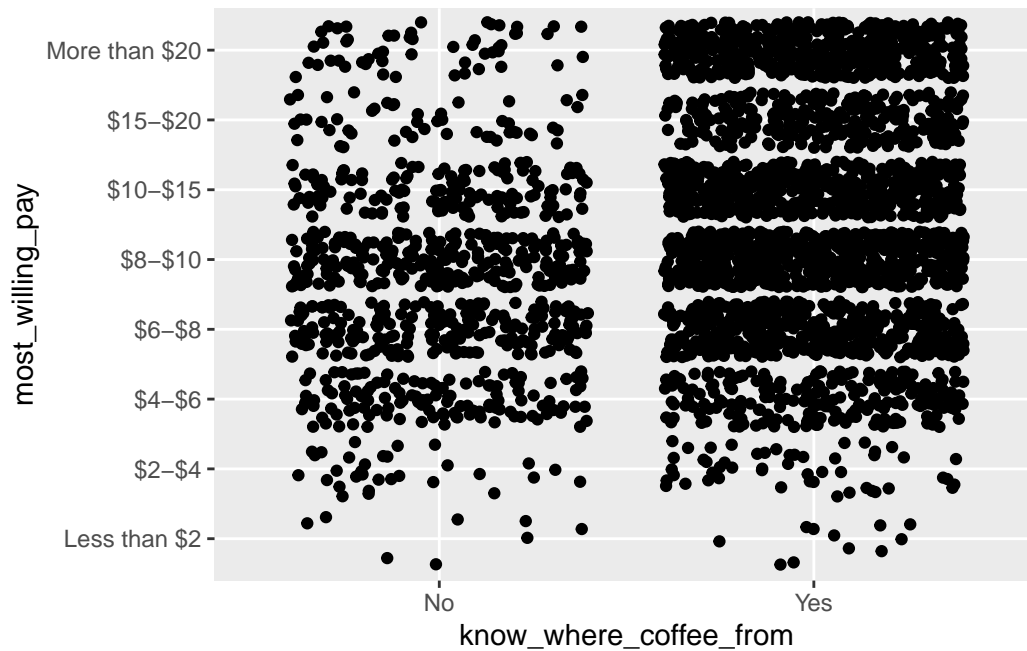 most_willing_pay
More than $20
$15–$20
$10–$15
$8–$10
$6–$8
$4–$6
$2–$4
Less than $2
No Yes
know_where_coffee_from